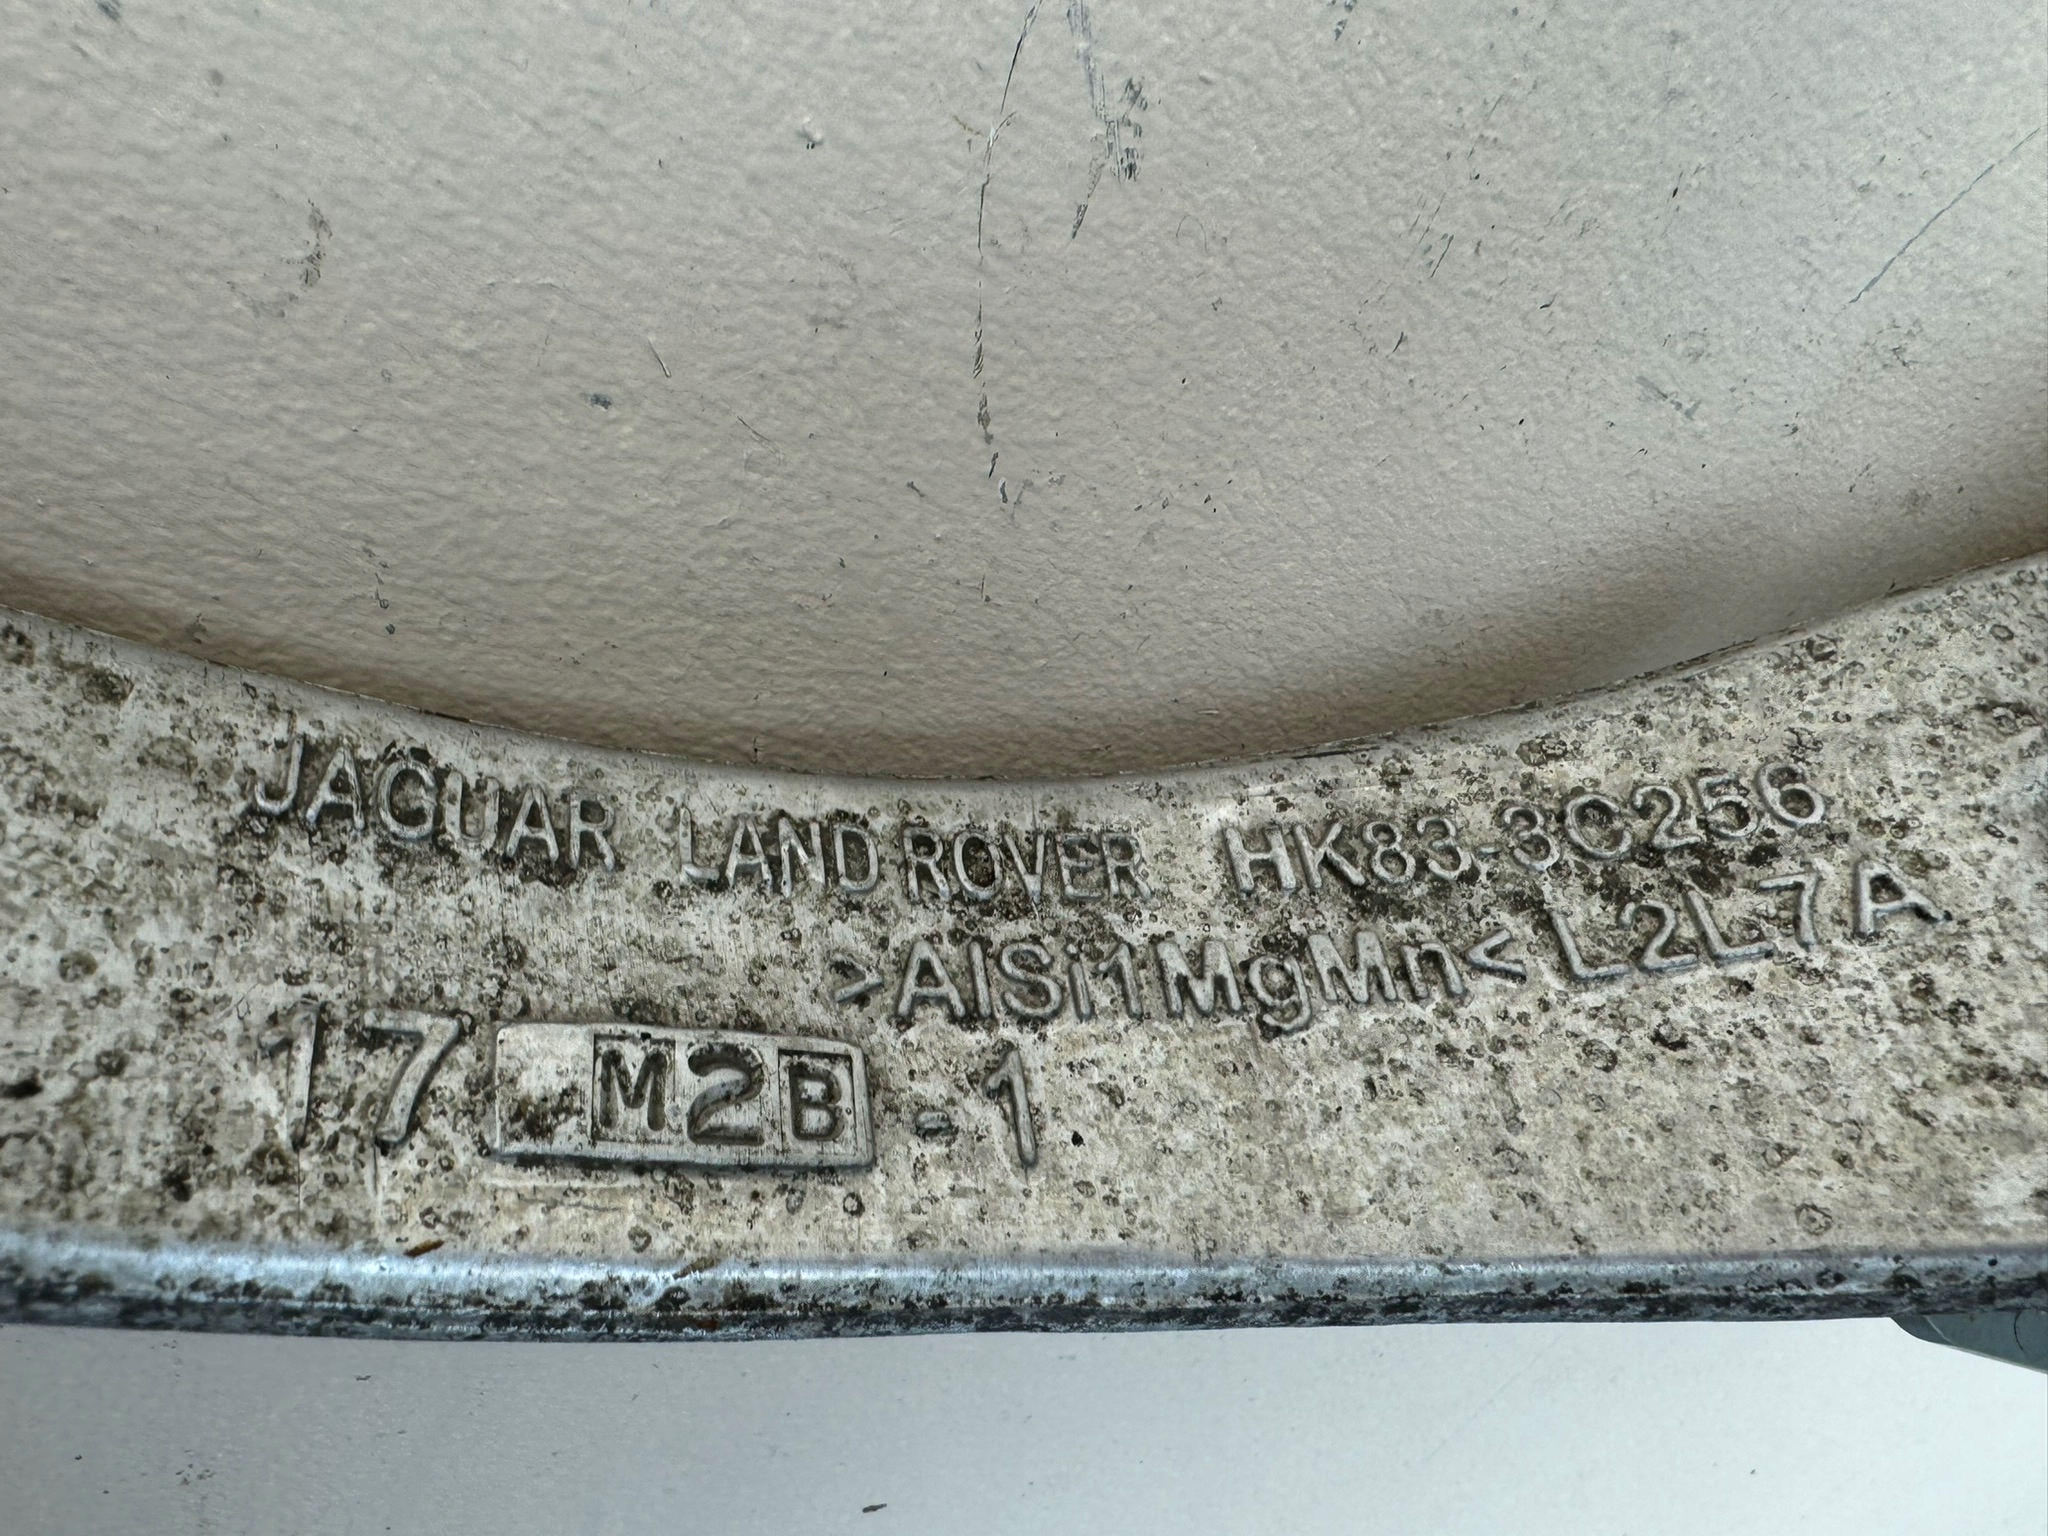 JAGUAR LAND ROVER HK83-3C256
>AlSi1MgMn< L2L7A
17 M2B -1